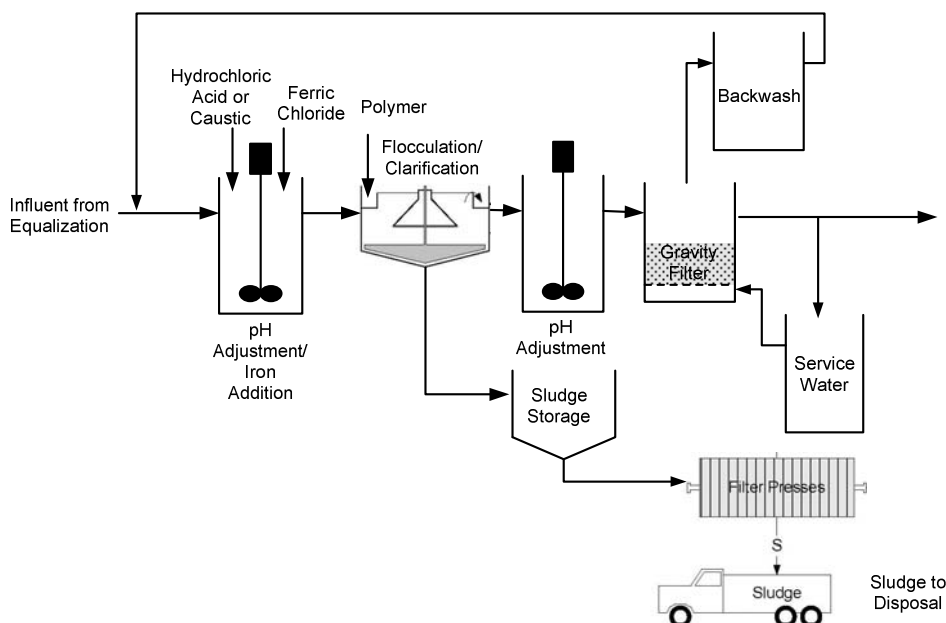 Hydrochloric
Acid or
Caustic
Ferric
Chloride
Polymer
Flocculation/
Clarification
Backwash
Influent from
Equalization
Gravity
Filter
pH
Adjustment/
Iron
Addition
pH
Adjustment
Service
Water
Sludge
Storage
Filter Presses
S
Sludge
Sludge to
Disposal